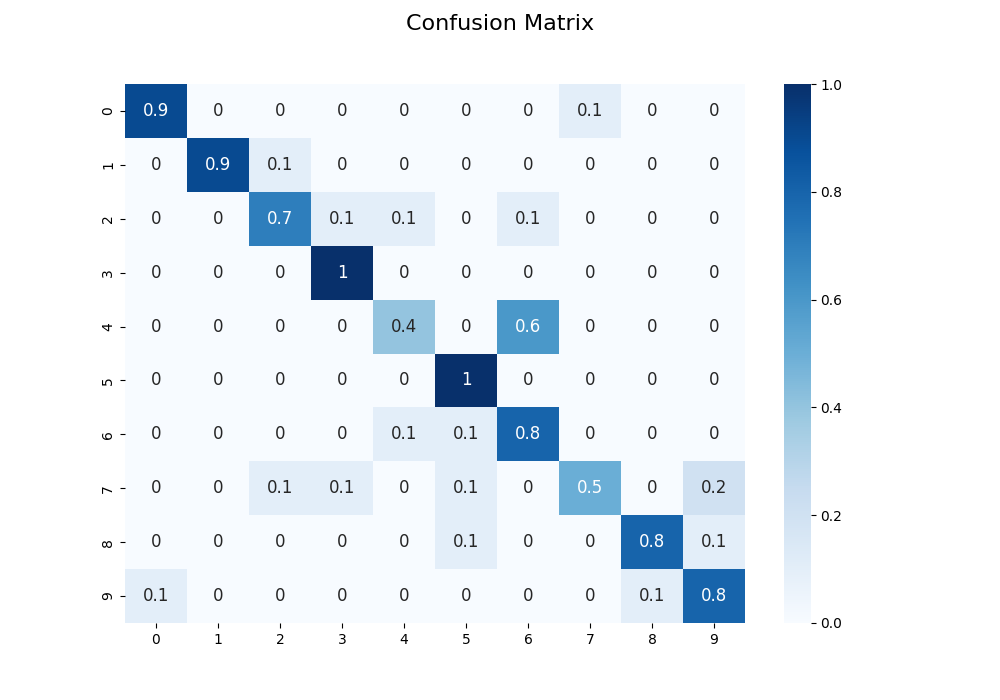 Confusion Matrix
0 0.9 0 0 0 0 0 0 0.1 0 0
1 0 0.9 0.1 0 0 0 0 0 0 0
2 0 0 0.7 0.1 0.1 0 0.1 0 0 0
3 0 0 0 1 0 0 0 0 0 0
4 0 0 0 0 0.4 0 0.6 0 0 0
5 0 0 0 0 0 1 0 0 0 0
6 0 0 0 0 0.1 0.1 0.8 0 0 0
7 0 0 0.1 0.1 0 0.1 0 0.5 0 0.2
8 0 0 0 0 0 0.1 0 0 0.8 0.1
9 0.1 0 0 0 0 0 0 0 0.1 0.8
0 1 2 3 4 5 6 7 8 9
1.0
0.8
0.6
0.4
0.2
0.0